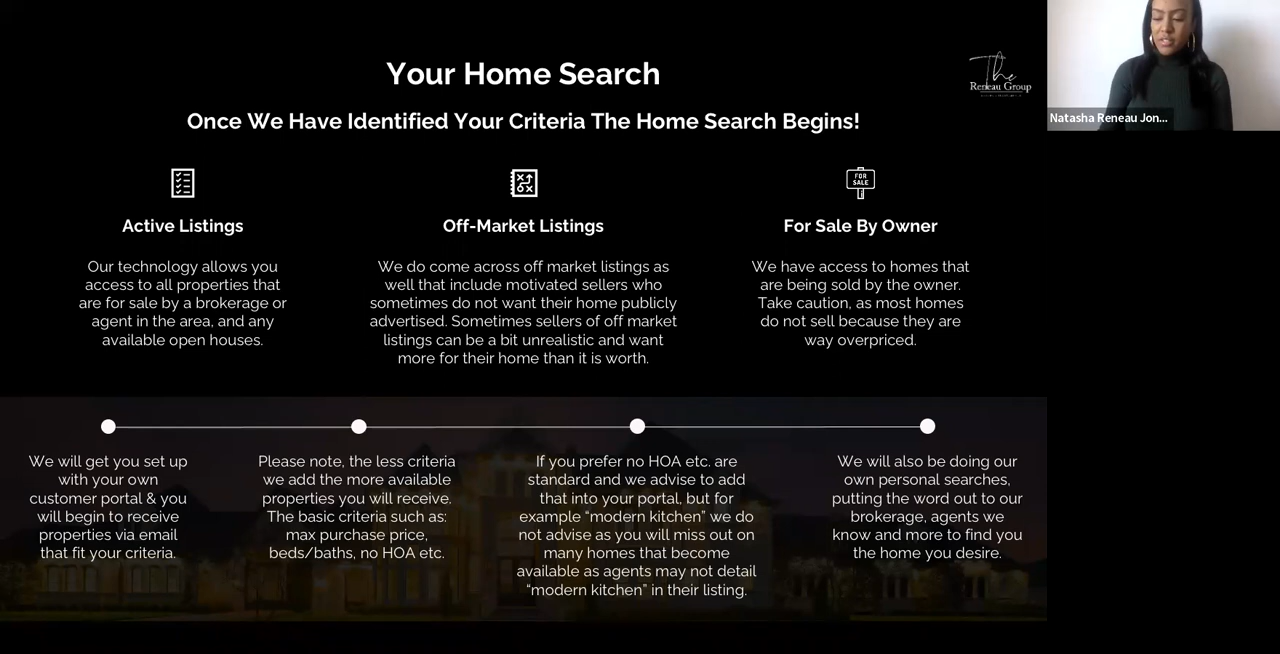 Your Home Search
The
Reneau Group
Once We Have Identified Your Criteria The Home Search Begins!
Natasha Reneau Jon...
FOR
SALE
Active Listings
Our technology allows you
access to all properties that
are for sale by a brokerage or
agent in the area, and any
available open houses.
Off-Market Listings
We do come across off market listings as
well that include motivated sellers who
sometimes do not want their home publicly
advertised. Sometimes sellers of off market
listings can be a bit unrealistic and want
more for their home than it is worth.
For Sale By Owner
We have access to homes that
are being sold by the owner.
Take caution, as most homes
do not sell because they are
way overpriced.
We will get you set up
with your own
customer portal & you
will begin to receive
properties via email
that fit your criteria.
Please note, the less criteria
we add the more available
properties you will receive.
The basic criteria such as:
max purchase price,
beds/baths, no HOA etc.
If you prefer no HOA etc. are
standard and we advise to add
that into your portal, but for
example “modern kitchen” we do
not advise as you will miss out on
many homes that become
available as agents may not detail
“modern kitchen” in their listing.
We will also be doing our
own personal searches,
putting the word out to our
brokerage, agents we
know and more to find you
the home you desire.